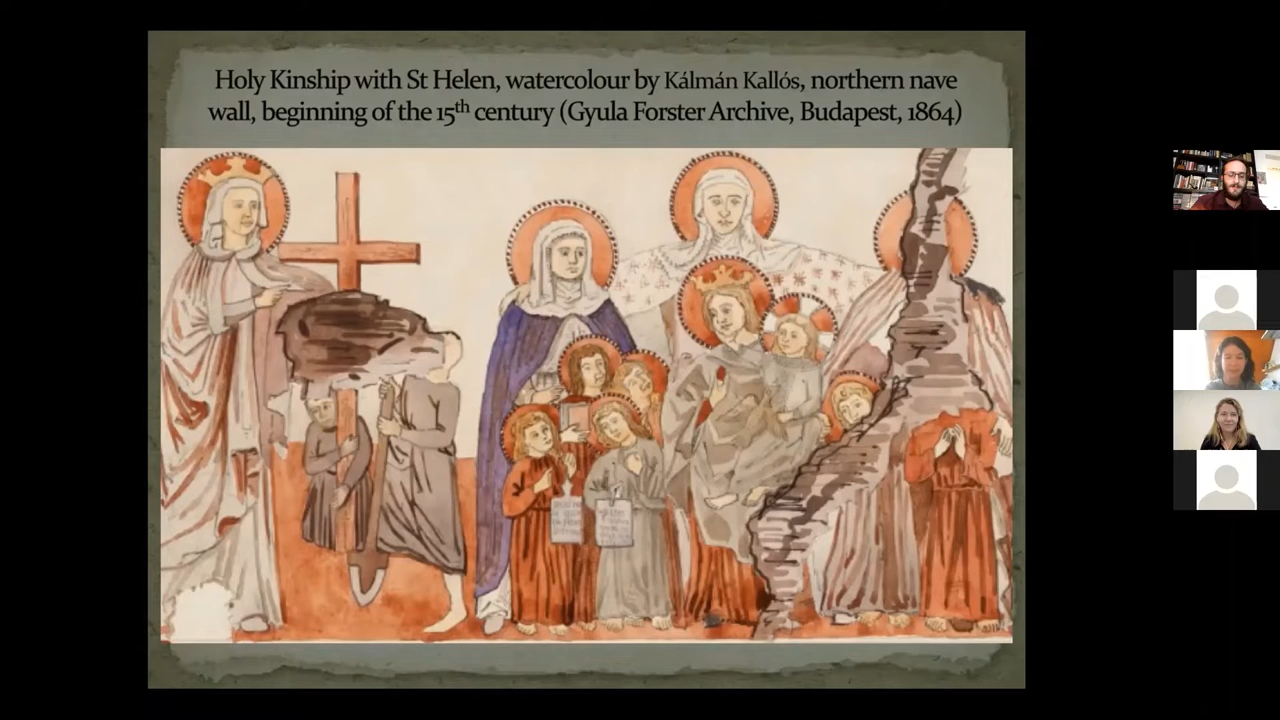 Holy Kinship with St Helen, watercolour by Kálmán Kallós, northern nave
wall, beginning of the 15th century (Gyula Forster Archive, Budapest, 1864)